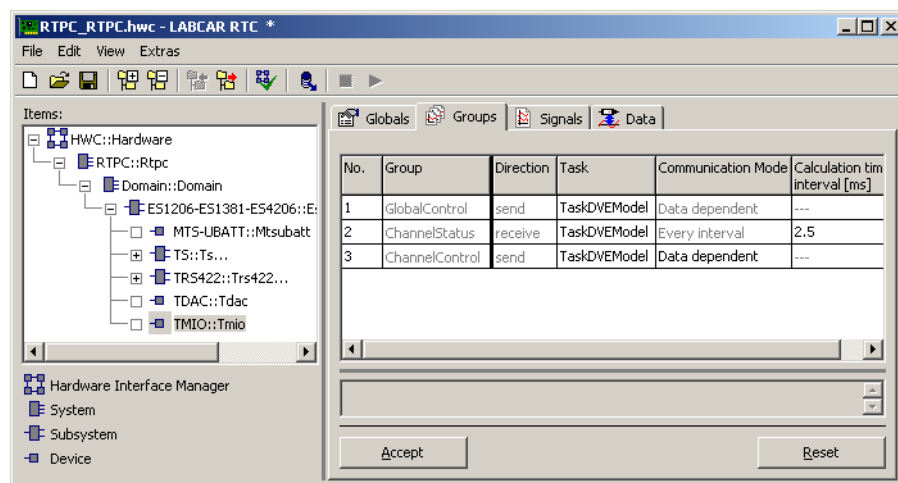 RTPC_RTPC.hwc - LABCAR RTC *
File Edit View Extras
Items:
HWC::Hardware
RTPC::Rtpc
Domain::Domain
ES1206-ES1381-ES4206::E
MTS-UBATT::Mtsubatt
TS::Ts...
TRS422::Trs422...
TDAC::Tdac
TMIO::Tmio
Hardware Interface Manager
System
Subsystem
Device
Globals Groups Signals Data
No. Group Direction Task Communication Mode Calculation tim
interval [ms]
1 GlobalControl send TaskDVEModel Data dependent ---
2 ChannelStatus receive TaskDVEModel Every interval 2.5
3 ChannelControl send TaskDVEModel Data dependent ---
Accept Reset